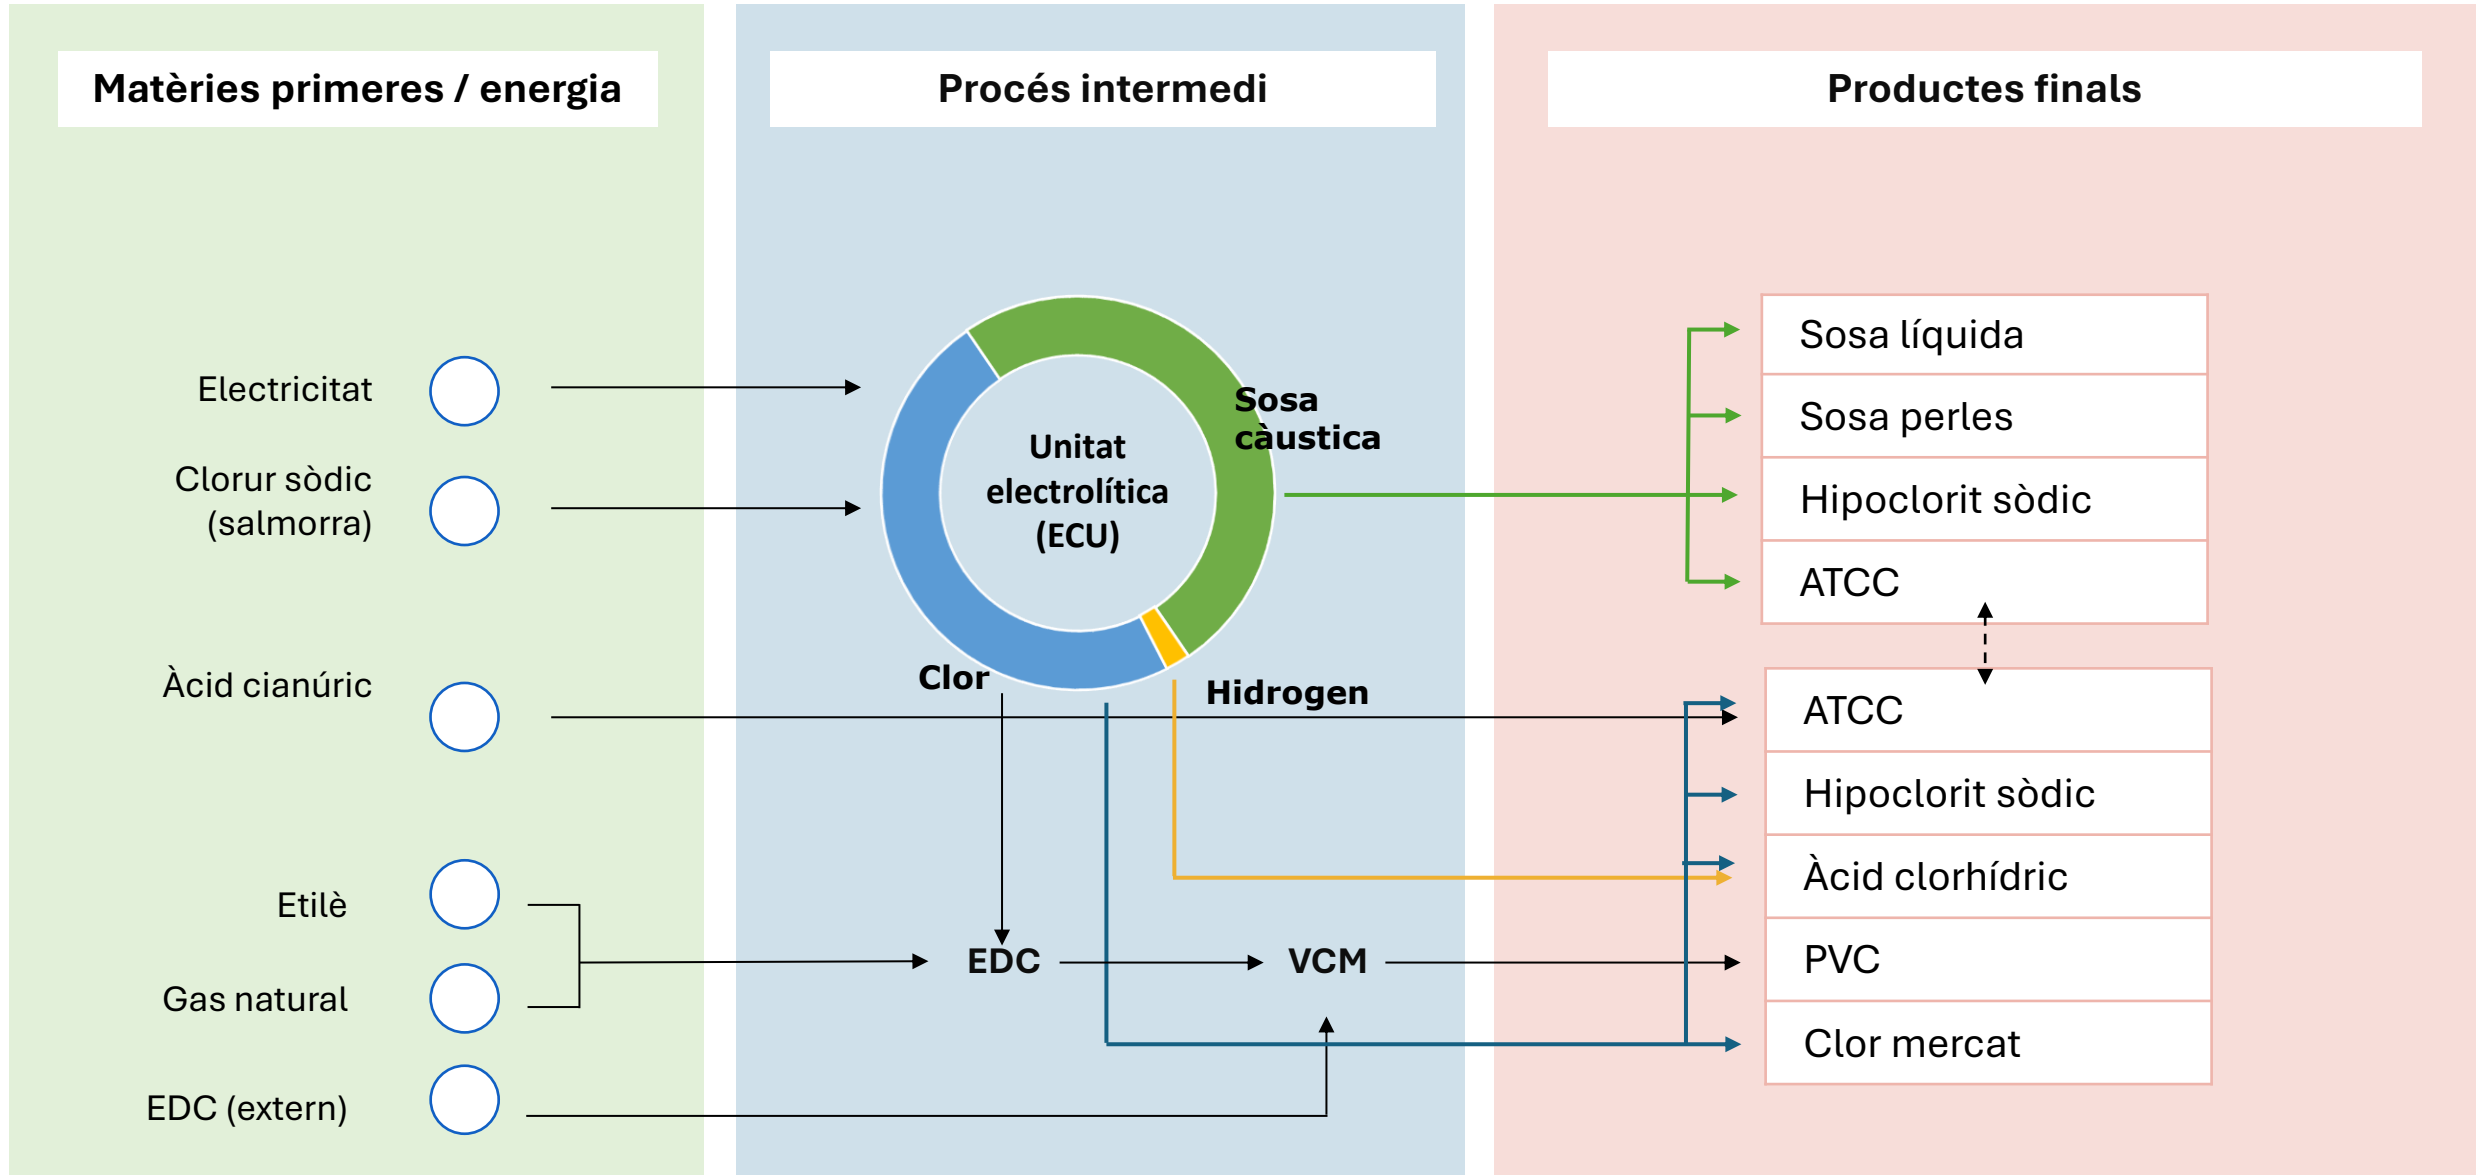 Matèries primeres / energia
Procés intermedi
Productes finals
Electricitat
Clorur sòdic
(salmorra)
Àcid cianúric
Etilè
Gas natural
EDC (extern)
Unitat
electrolítica
(ECU)
Sosa
càustica
Clor
Hidrogen
EDC
VCM
Sosa líquida
Sosa perles
Hipoclorit sòdic
ATCC
ATCC
Hipoclorit sòdic
Àcid clorhídric
PVC
Clor mercat